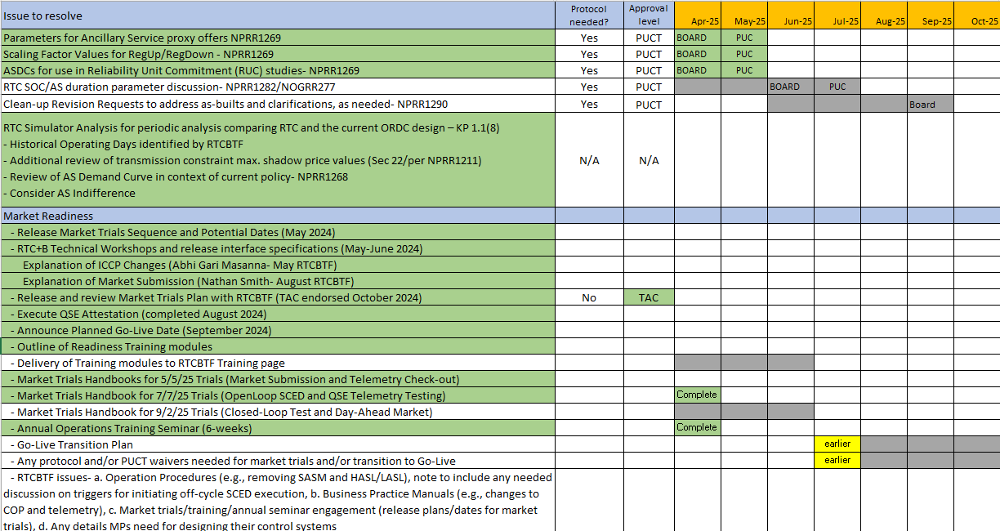 Issue to resolve Protocol needed? Approval level Apr-25 May-25 Jun-25 Jul-25 Aug-25 Sep-25 Oct-25
Parameters for Ancillary Service proxy offers NPRR1269 Yes PUCT BOARD PUC
Scaling Factor Values for RegUp/RegDown - NPRR1269 Yes PUCT BOARD PUC
ASDCs for use in Reliability Unit Commitment (RUC) studies- NPRR1269 Yes PUCT BOARD PUC
RTC SOC/AS duration parameter discussion- NPRR1282/NOGRR277 Yes PUCT BOARD PUC
Clean-up Revision Requests to address as-builts and clarifications, as needed- NPRR1290 Yes PUCT Board
RTC Simulator Analysis for periodic analysis comparing RTC and the current ORDC design – KP 1.1(8)
- Historical Operating Days identified by RTCBTF
- Additional review of transmission constraint max. shadow price values (Sec 22/per NPRR1211) N/A N/A
- Review of AS Demand Curve in context of current policy- NPRR1268
- Consider AS Indifference
Market Readiness
- Release Market Trials Sequence and Potential Dates (May 2024)
- RTC+B Technical Workshops and release interface specifications (May-June 2024)
Explanation of ICCP Changes (Abhi Gari Masanna- May RTCBTF)
Explanation of Market Submission (Nathan Smith- August RTCBTF)
- Release and review Market Trials Plan with RTCBTF (TAC endorsed October 2024) No TAC
- Execute QSE Attestation (completed August 2024)
- Announce Planned Go-Live Date (September 2024)
- Outline of Readiness Training modules
- Delivery of Training modules to RTCBTF Training page
- Market Trials Handbooks for 5/5/25 Trials (Market Submission and Telemetry Check-out)
- Market Trials Handbook for 7/7/25 Trials (OpenLoop SCED and QSE Telemetry Testing) Complete
- Market Trials Handbook for 9/2/25 Trials (Closed-Loop Test and Day-Ahead Market)
- Annual Operations Training Seminar (6-weeks) Complete
- Go-Live Transition Plan earlier
- Any protocol and/or PUCT waivers needed for market trials and/or transition to Go-Live earlier
- RTCBTF issues- a. Operation Procedures (e.g., removing SASM and HASL/LASL), note to include any needed
discussion on triggers for initiating off-cycle SCED execution, b. Business Practice Manuals (e.g., changes to
COP and telemetry), c. Market trials/training/annual seminar engagement (release plans/dates for market
trials), d. Any details MPs need for designing their control systems